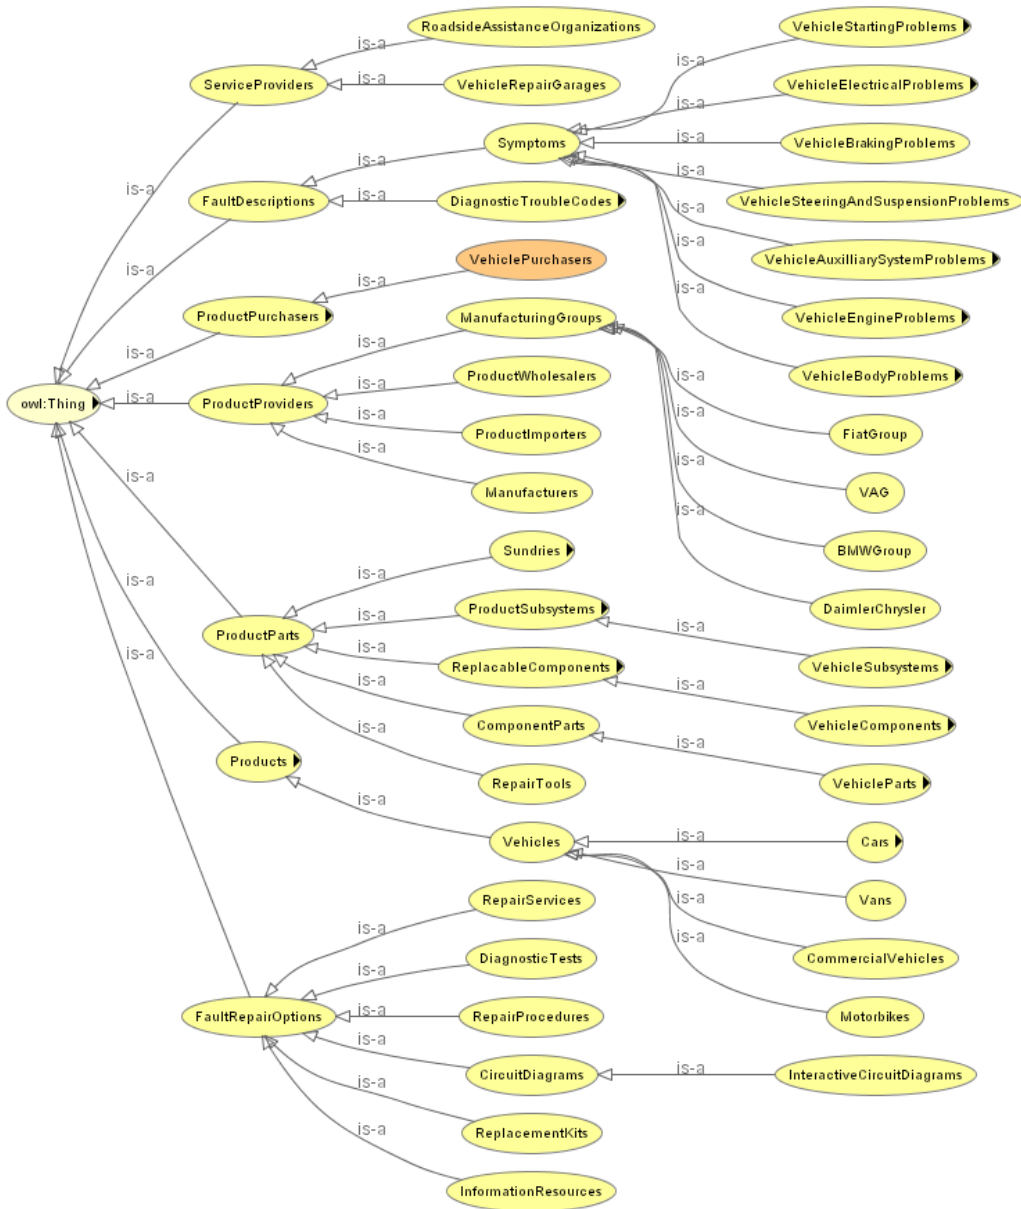 RoadsideAssistanceOrganizations
VehicleStartingProblems
is-a
is-a
ServiceProviders
is-a
VehicleRepairGarages
is-a
VehicleElectricalProblems
Symptoms
is-a
VehicleBrakingProblems
is-a
is-a
is-a
FaultDescriptions
is-a
DiagnosticTroubleCodes
VehicleSteeringAndSuspensionProblems
is-a
is-a
VehiclePurchasers
VehicleAuxilliarySystemProblems
is-a
is-a
ProductPurchasers
ManufacturingGroups
VehicleEngineProblems
is-a
is-a
is-a
ProductWholesalers
VehicleBodyProblems
is-a
is-a
owl:Thing
is-a
ProductProviders
is-a
is-a
ProductImporters
FiatGroup
is-a
is-a
is-a
Manufacturers
VAG
is-a
Sundries
BMWGroup
is-a
is-a
ProductSubsystems
DaimlerChrysler
is-a
is-a
ProductParts
is-a
is-a
ReplacableComponents
VehicleSubsystems
is-a
is-a
ComponentParts
VehicleComponents
is-a
is-a
Products
RepairTools
VehicleParts
is-a
Vehicles
is-a
Cars
is-a
RepairServices
is-a
Vans
is-a
DiagnosticTests
is-a
CommercialVehicles
is-a
FaultRepairOptions
is-a
RepairProcedures
Motorbikes
is-a
CircuitDiagrams
is-a
InteractiveCircuitDiagrams
is-a
ReplacementKits
is-a
InformationResources